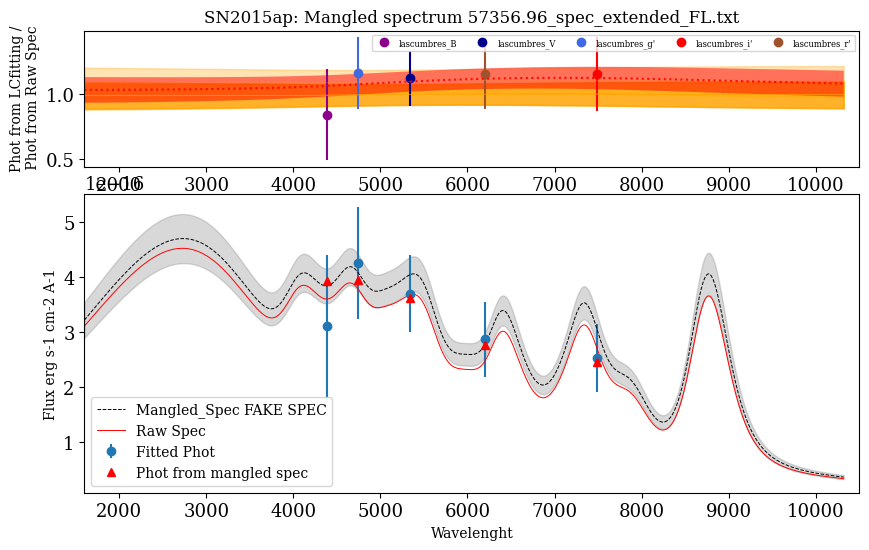 SN2015ap: Mangled spectrum 57356.96_spec_extended_FL.txt
Phot from LCfitting /
Phot from Raw Spec
lascumbres_B lascumbres_V lascumbres_g' lascumbres_i' lascumbres_r'
1.0
0.5
2000 3000 4000 5000 6000 7000 8000 9000 10000
1e−16
Flux erg s-1 cm-2 A-1
5
4
3
2
1
Mangled_Spec FAKE SPEC
Raw Spec
Fitted Phot
Phot from mangled spec
2000 3000 4000 5000 6000 7000 8000 9000 10000
Wavelenght